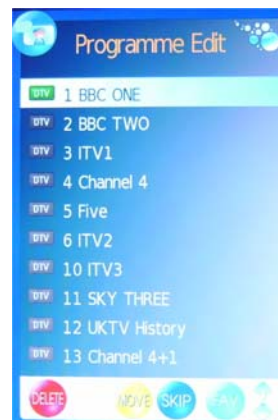 Programme Edit
DTV 1 BBC ONE
DTV 2 BBC TWO
DTV 3 ITV1
DTV 4 Channel 4
DTV 5 Five
DTV 6 ITV2
DTV 10 ITV3
DTV 11 SKY THREE
DTV 12 UKTV History
DTV 13 Channel 4+1
DELETE MOVE SKIP FAV